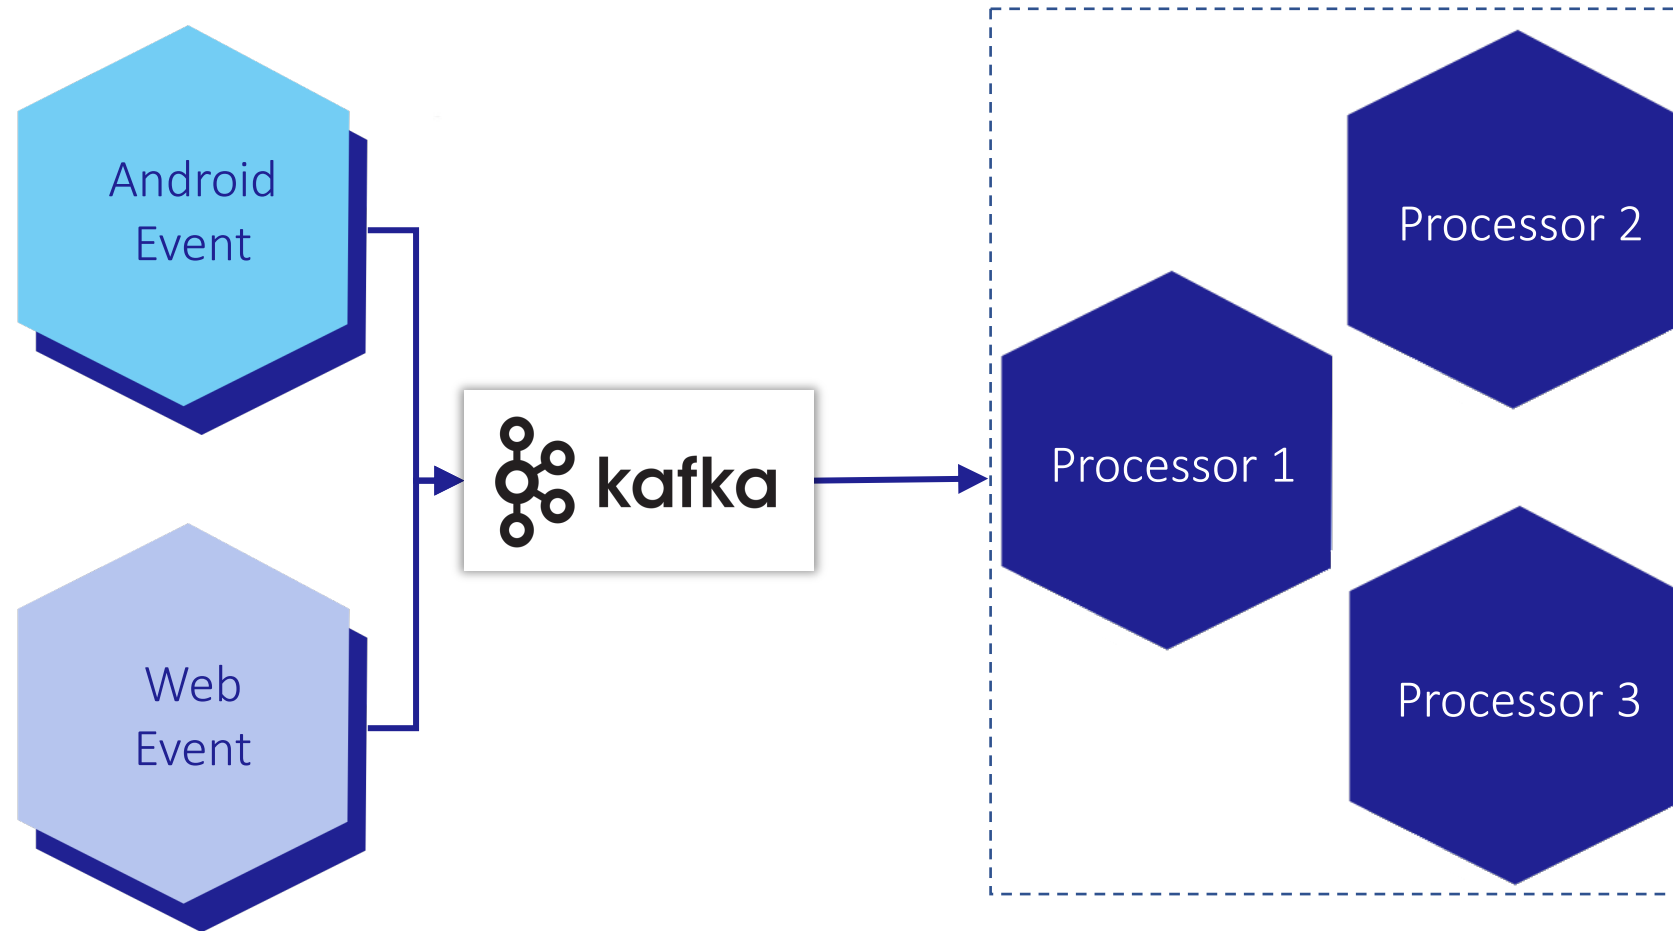 Android
Event
Web
Event
kafka
Processor 1
Processor 2
Processor 3